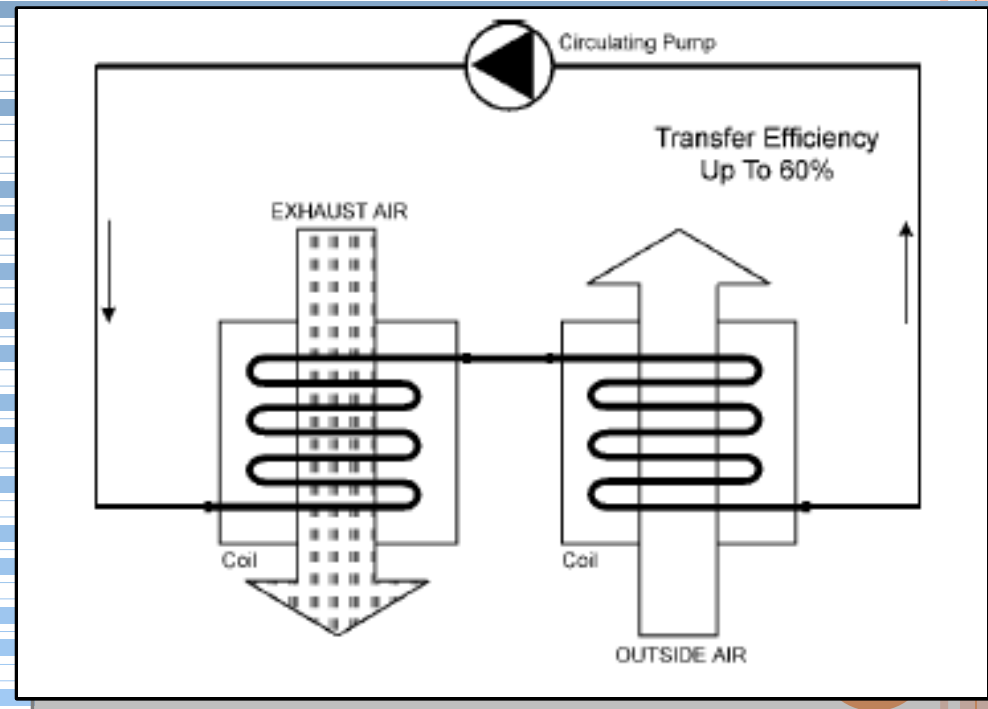 Circulating Pump
Transfer Efficiency
Up To 60%
EXHAUST AIR
Coil
Coil
OUTSIDE AIR